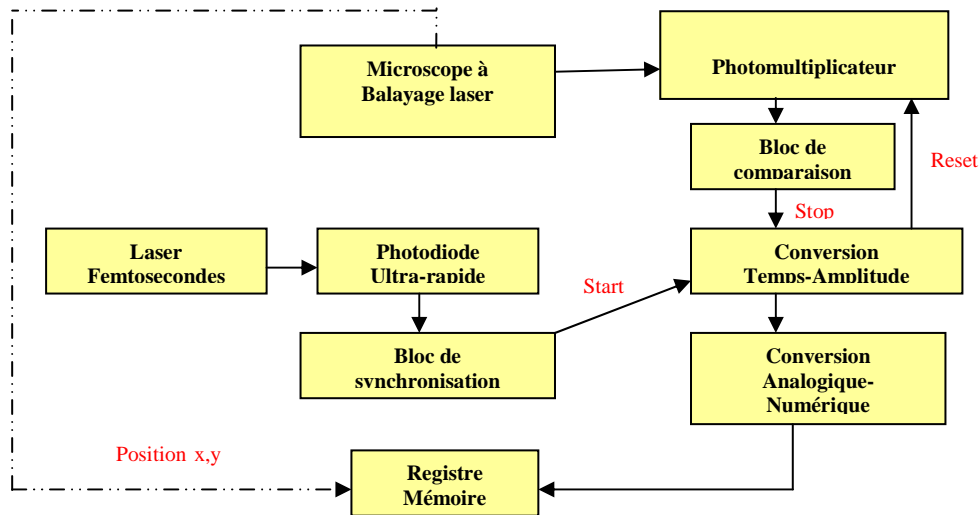 Microscope à
Balayage laser
Photomultiplicateur
Bloc de
comparaison
Reset
Stop
Laser
Femtosecondes
Photodiode
Ultra-rapide
Conversion
Temps-Amplitude
Start
Bloc de
synchronisation
Conversion
Analogique-
Numérique
Position x,y
Registre
Mémoire